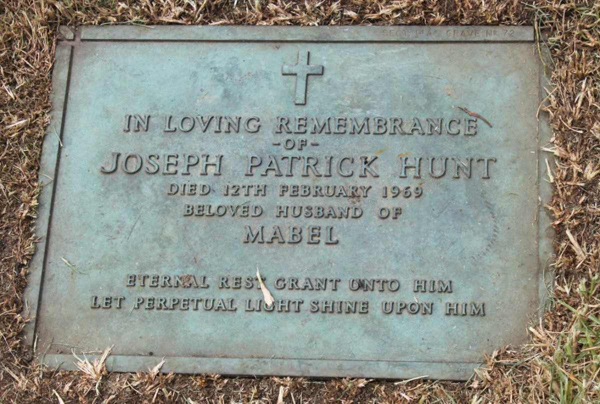 IN LOVING REMEMBRANCE
-OF-
JOSEPH PATRICK HUNT
DIED 12TH FEBRUARY 1969
BELOVED HUSBAND OF
MABEL
ETERNAL REST GRANT UNTO HIM
LET PERPETUAL LIGHT SHINE UPON HIM